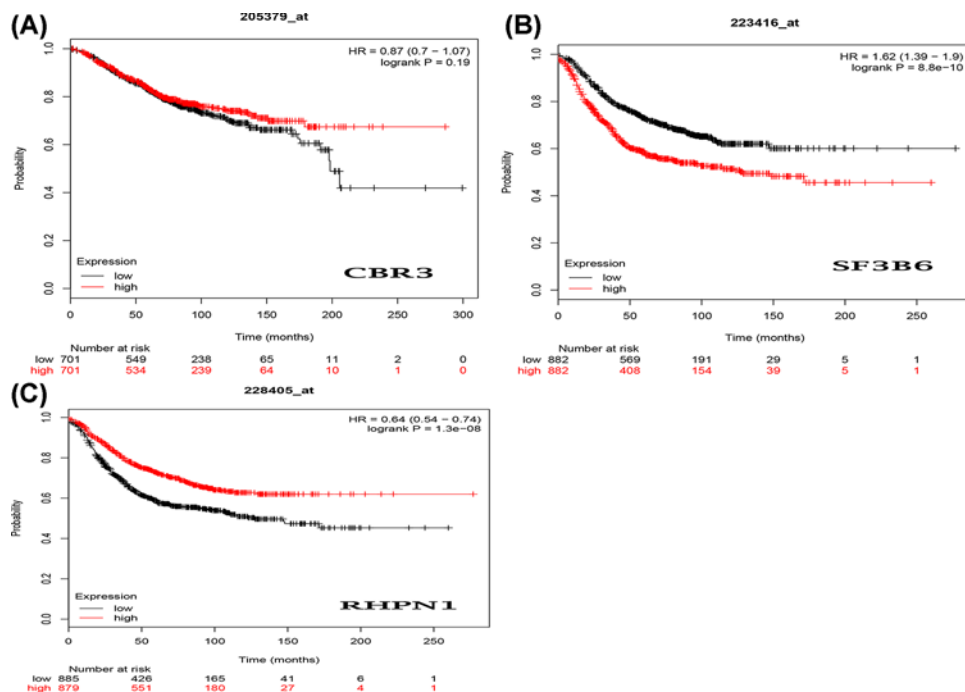 (A)
205379_at
HR = 0.87 (0.7 − 1.07)
logrank P = 0.19
Probability
1.0
0.8
0.6
0.4
0.2
0.0
Expression
low
high
CBR3
0 50 100 150 200 250 300
Time (months)
Number at risk
low 701 549 238 65 11 2 0
high 701 534 239 64 10 1 0
(B)
223416_at
HR = 1.62 (1.39 − 1.9)
logrank P = 8.8e−10
Probability
1.0
0.8
0.6
0.4
0.2
0.0
Expression
low
high
SF3B6
0 50 100 150 200 250
Time (months)
Number at risk
low 882 569 191 29 5 1
high 882 408 154 39 5 1
(C)
228405_at
HR = 0.64 (0.54 − 0.74)
logrank P = 1.3e−08
Probability
1.0
0.8
0.6
0.4
0.2
0.0
Expression
low
high
RHPN1
0 50 100 150 200 250
Time (months)
Number at risk
low 885 426 165 41 6 1
high 879 551 180 27 4 1